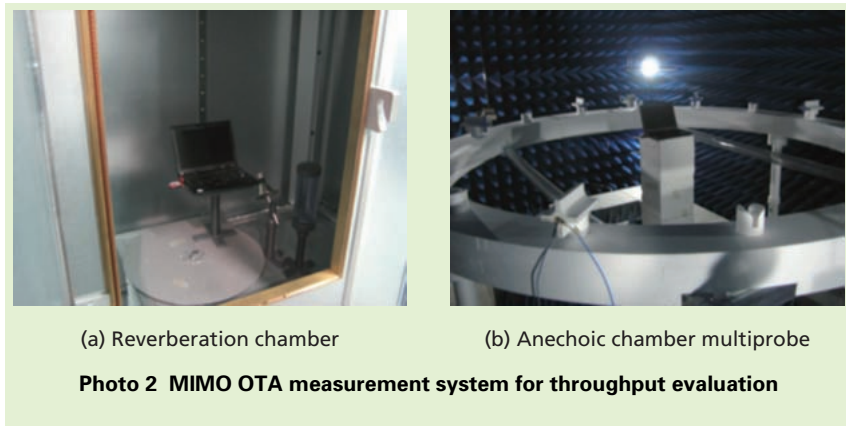 (a) Reverberation chamber
(b) Anechoic chamber multiprobe
Photo 2 MIMO OTA measurement system for throughput evaluation